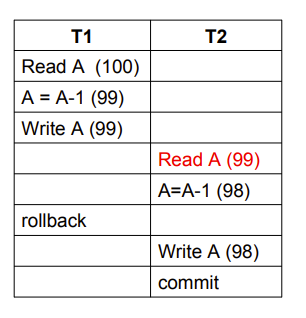 T1 T2
Read A (100)
A = A-1 (99)
Write A (99)
Read A (99)
A=A-1 (98)
rollback
Write A (98)
commit